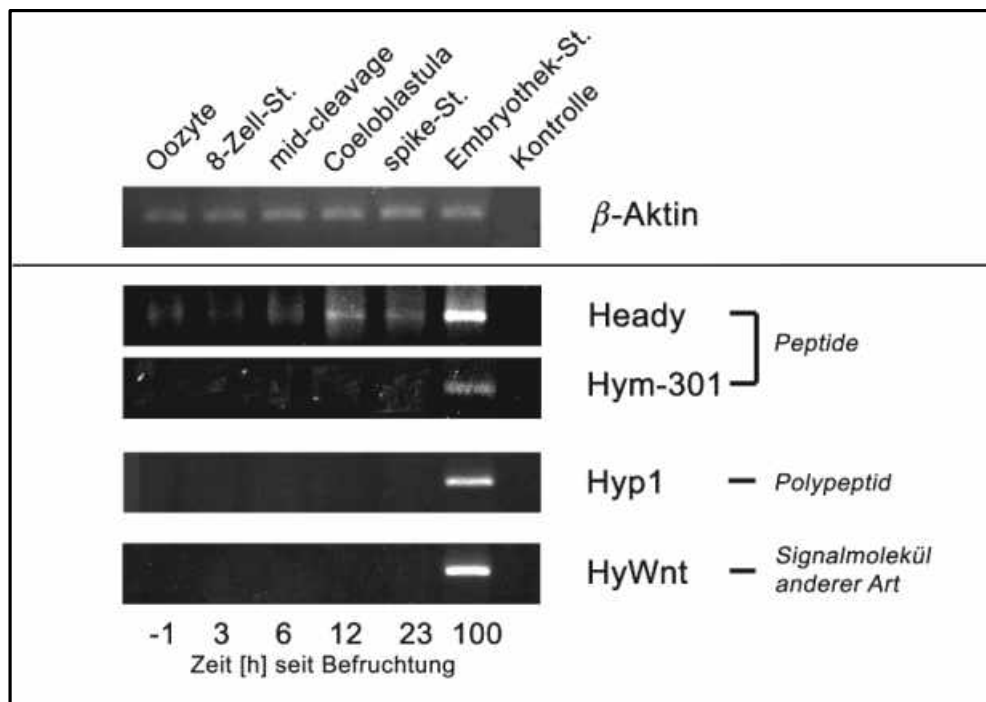 Oozyte
8-Zell-St.
mid-cleavage
Coeloblastula
spike-St.
Embryothek-St.
Kontrolle
β-Aktin
Heady
Peptide
Hym-301
Hyp1
Polypeptid
HyWnt
Signalmolekül
anderer Art
-1 3 6 12 23 100
Zeit [h] seit Befruchtung